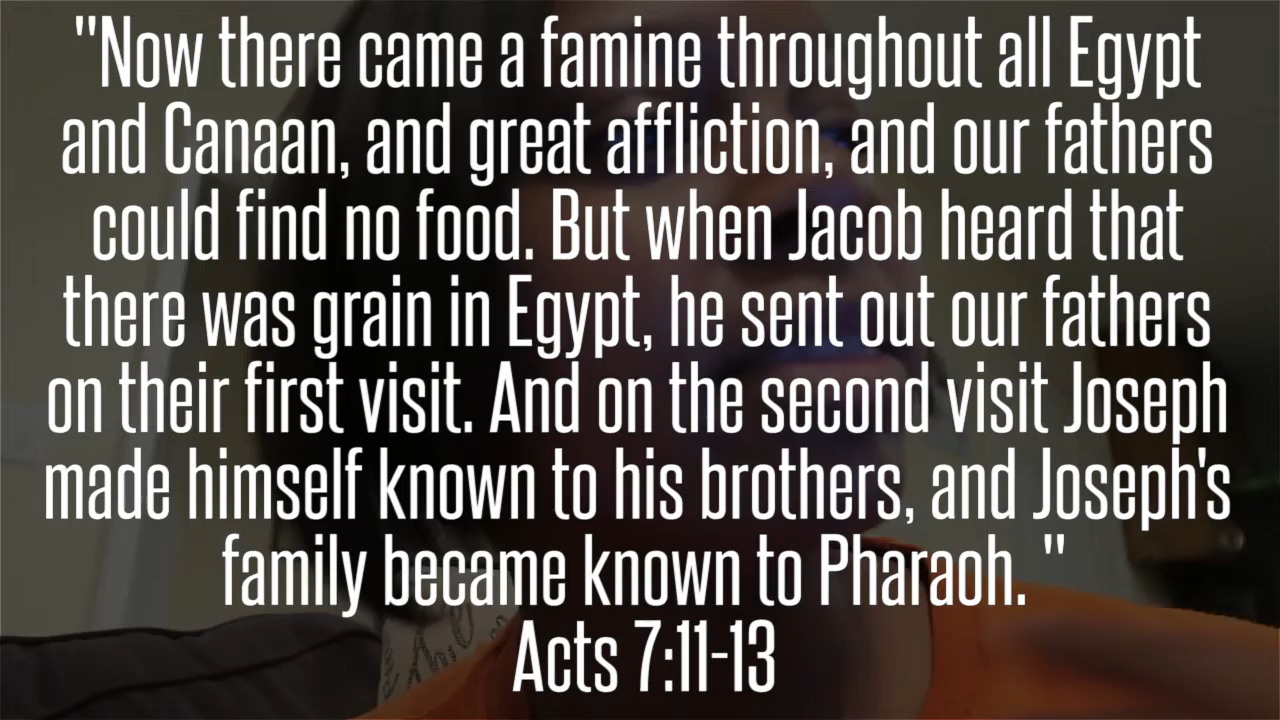 "Now there came a famine throughout all Egypt
and Canaan, and great affliction, and our fathers
could find no food. But when Jacob heard that
there was grain in Egypt, he sent out our fathers
on their first visit. And on the second visit Joseph
made himself known to his brothers, and Joseph's
family became known to Pharaoh. "
Acts 7:11-13